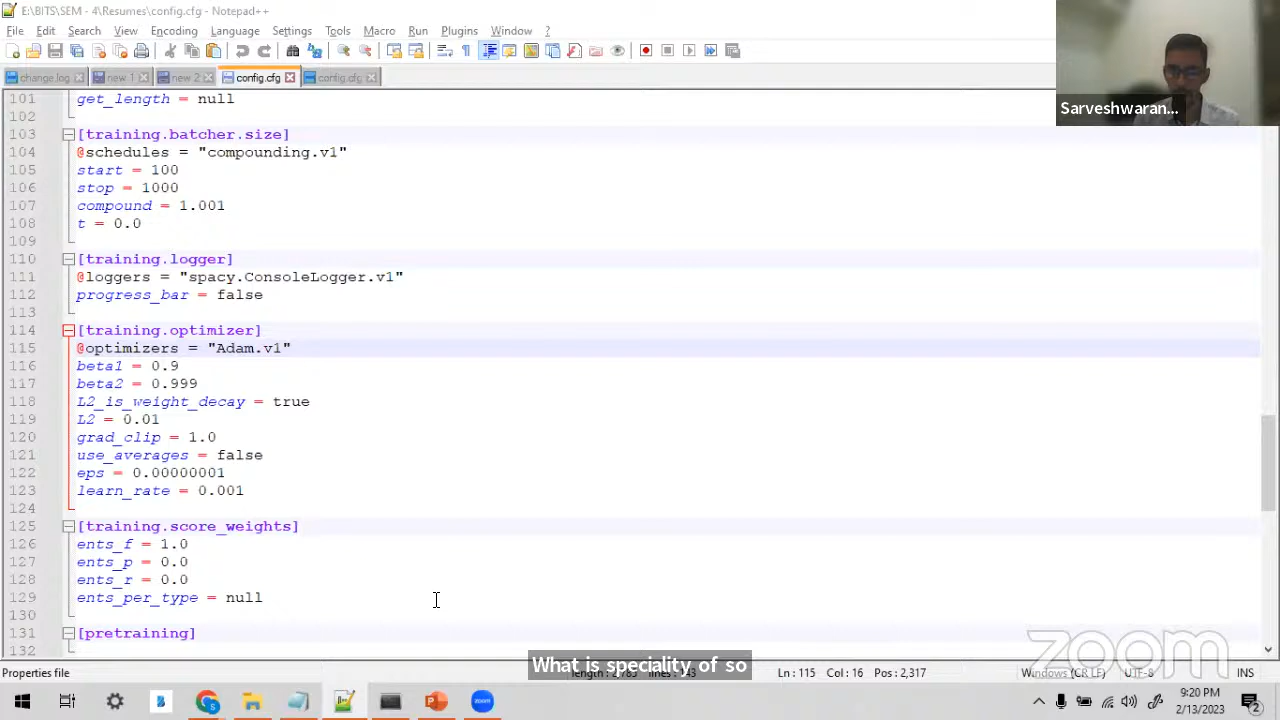 E:\BITS\SEM - 4\Resumes\config.cfg - Notepad++
File Edit Search View Encoding Language Settings Tools Macro Run Plugins Window ?
change.log new 1 new 2 config.cfg config.cfg
Sarveshwaran...
101 get_length = null
102
103 [training.batcher.size]
104 @schedules = "compounding.v1"
105 start = 100
106 stop = 1000
107 compound = 1.001
108 t = 0.0
109
110 [training.logger]
111 @loggers = "spacy.ConsoleLogger.v1"
112 progress_bar = false
113
114 [training.optimizer]
115 @optimizers = "Adam.v1"
116 beta1 = 0.9
117 beta2 = 0.999
118 L2_is_weight_decay = true
119 L2 = 0.01
120 grad_clip = 1.0
121 use_averages = false
122 eps = 0.00000001
123 learn_rate = 0.001
124
125 [training.score_weights]
126 ents_f = 1.0
127 ents_p = 0.0
128 ents_r = 0.0
129 ents_per_type = null
130
131 [pretraining]
132
zoom
What is speciality of so
Properties file Ln : 115 Col : 16 Pos : 2,317 Windows (CR LF) UTF-8 INS
zoom
9:20 PM
2/13/2023
2